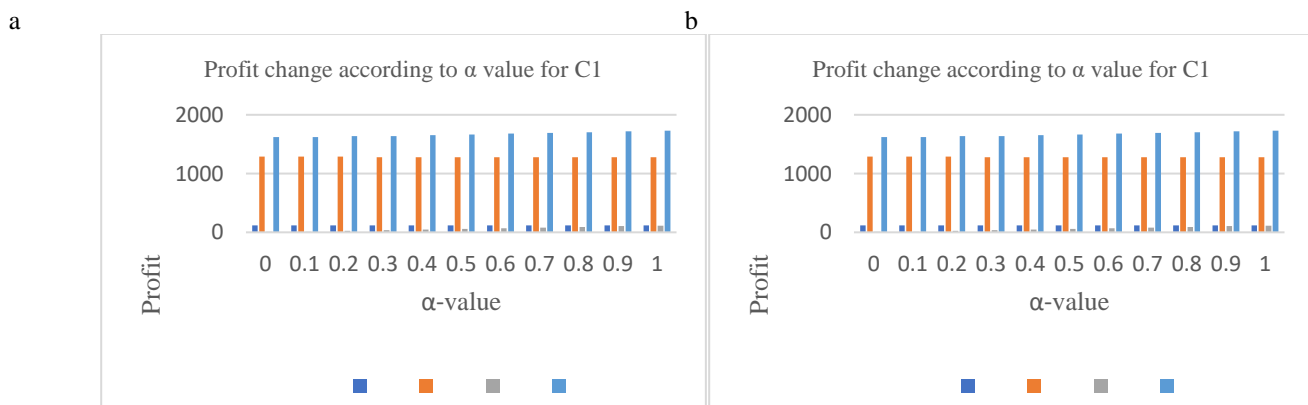 a
Profit change according to α value for C1
2000
1000
0
0 0.1 0.2 0.3 0.4 0.5 0.6 0.7 0.8 0.9 1
Profit
α-value
b
Profit change according to α value for C1
2000
1000
0
0 0.1 0.2 0.3 0.4 0.5 0.6 0.7 0.8 0.9 1
Profit
α-value